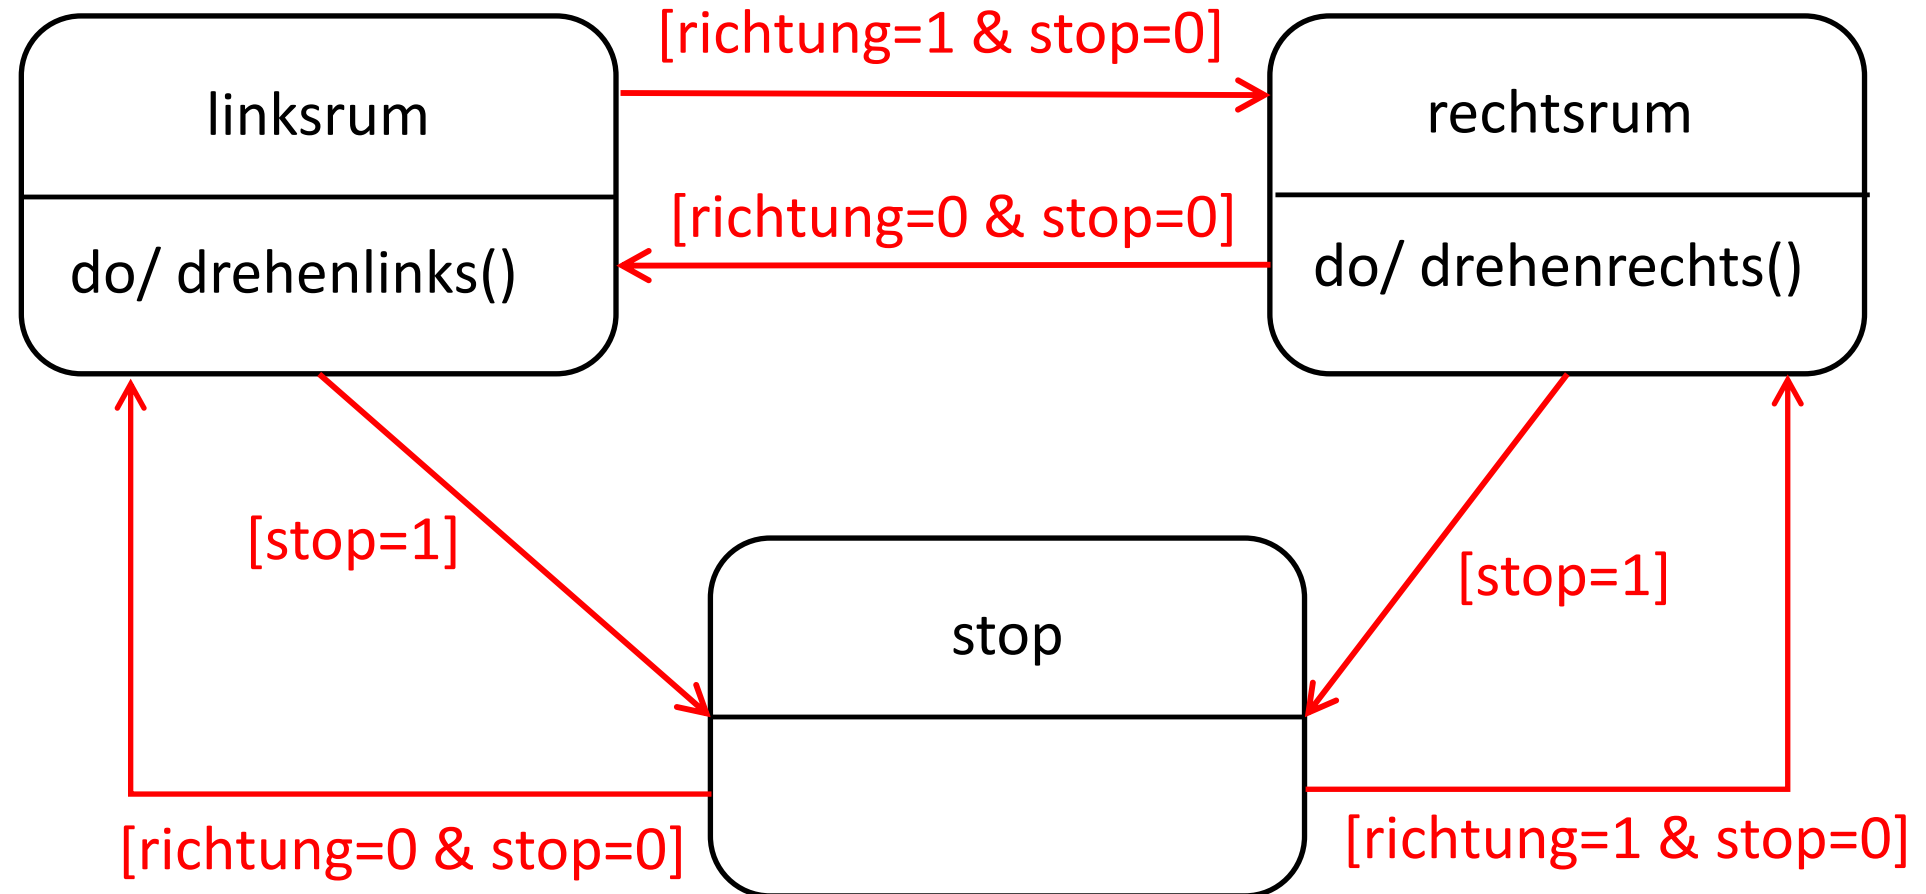 [richtung=1 & stop=0]
linksrum
rechtsrum
[richtung=0 & stop=0]
do/ drehenlinks()
do/ drehenrechts()
[stop=1]
[stop=1]
stop
[richtung=0 & stop=0]
[richtung=1 & stop=0]